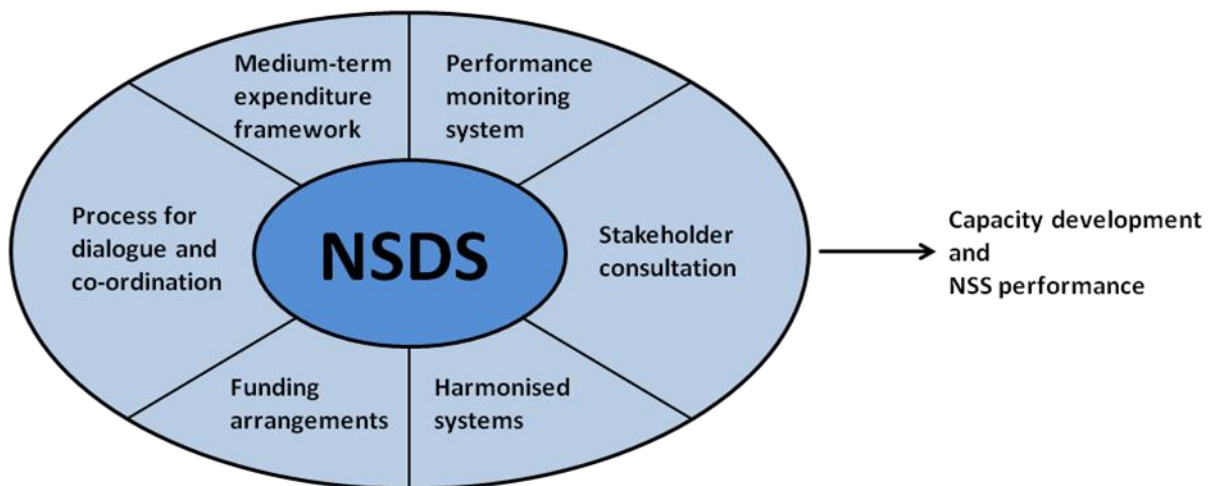 Medium-term
expenditure
framework
Performance
monitoring
system
Process for
dialogue and
co-ordination
NSDS
Stakeholder
consultation
Capacity development
and
NSS performance
Funding
arrangements
Harmonised
systems